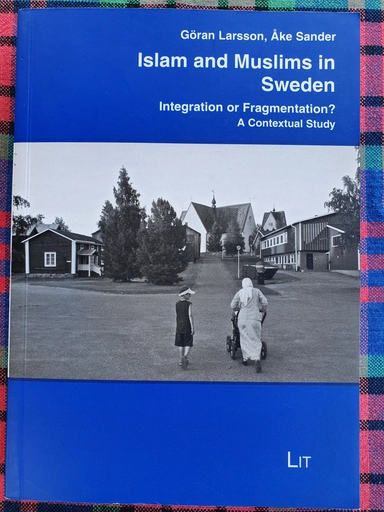 Göran Larsson, Åke Sander
Islam and Muslims in
Sweden
Integration or Fragmentation?
A Contextual Study
LIT